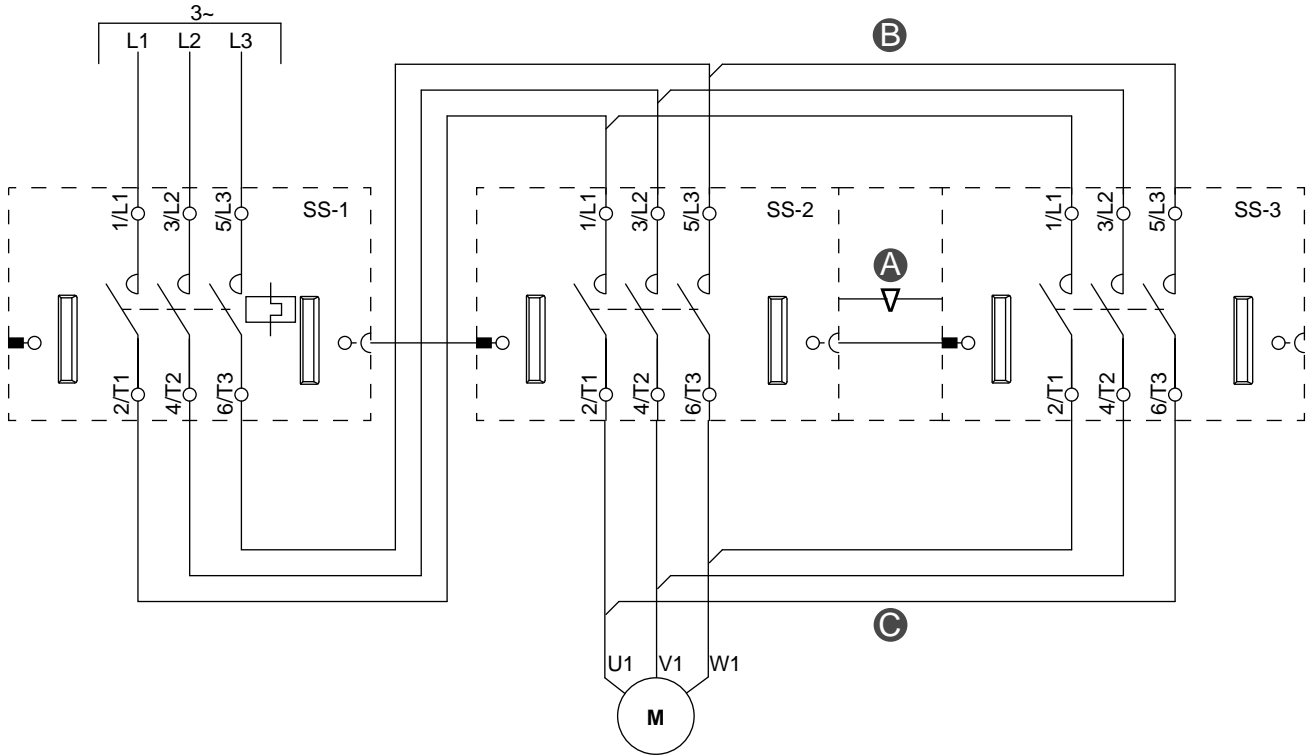 3~
L1 L2 L3
B
1/L1 3/L2 5/L3 SS-1
1/L1 3/L2 5/L3 SS-2
1/L1 3/L2 5/L3 SS-3
A
2/T1 4/T2 6/T3
2/T1 4/T2 6/T3
2/T1 4/T2 6/T3
C
U1 V1 W1
M